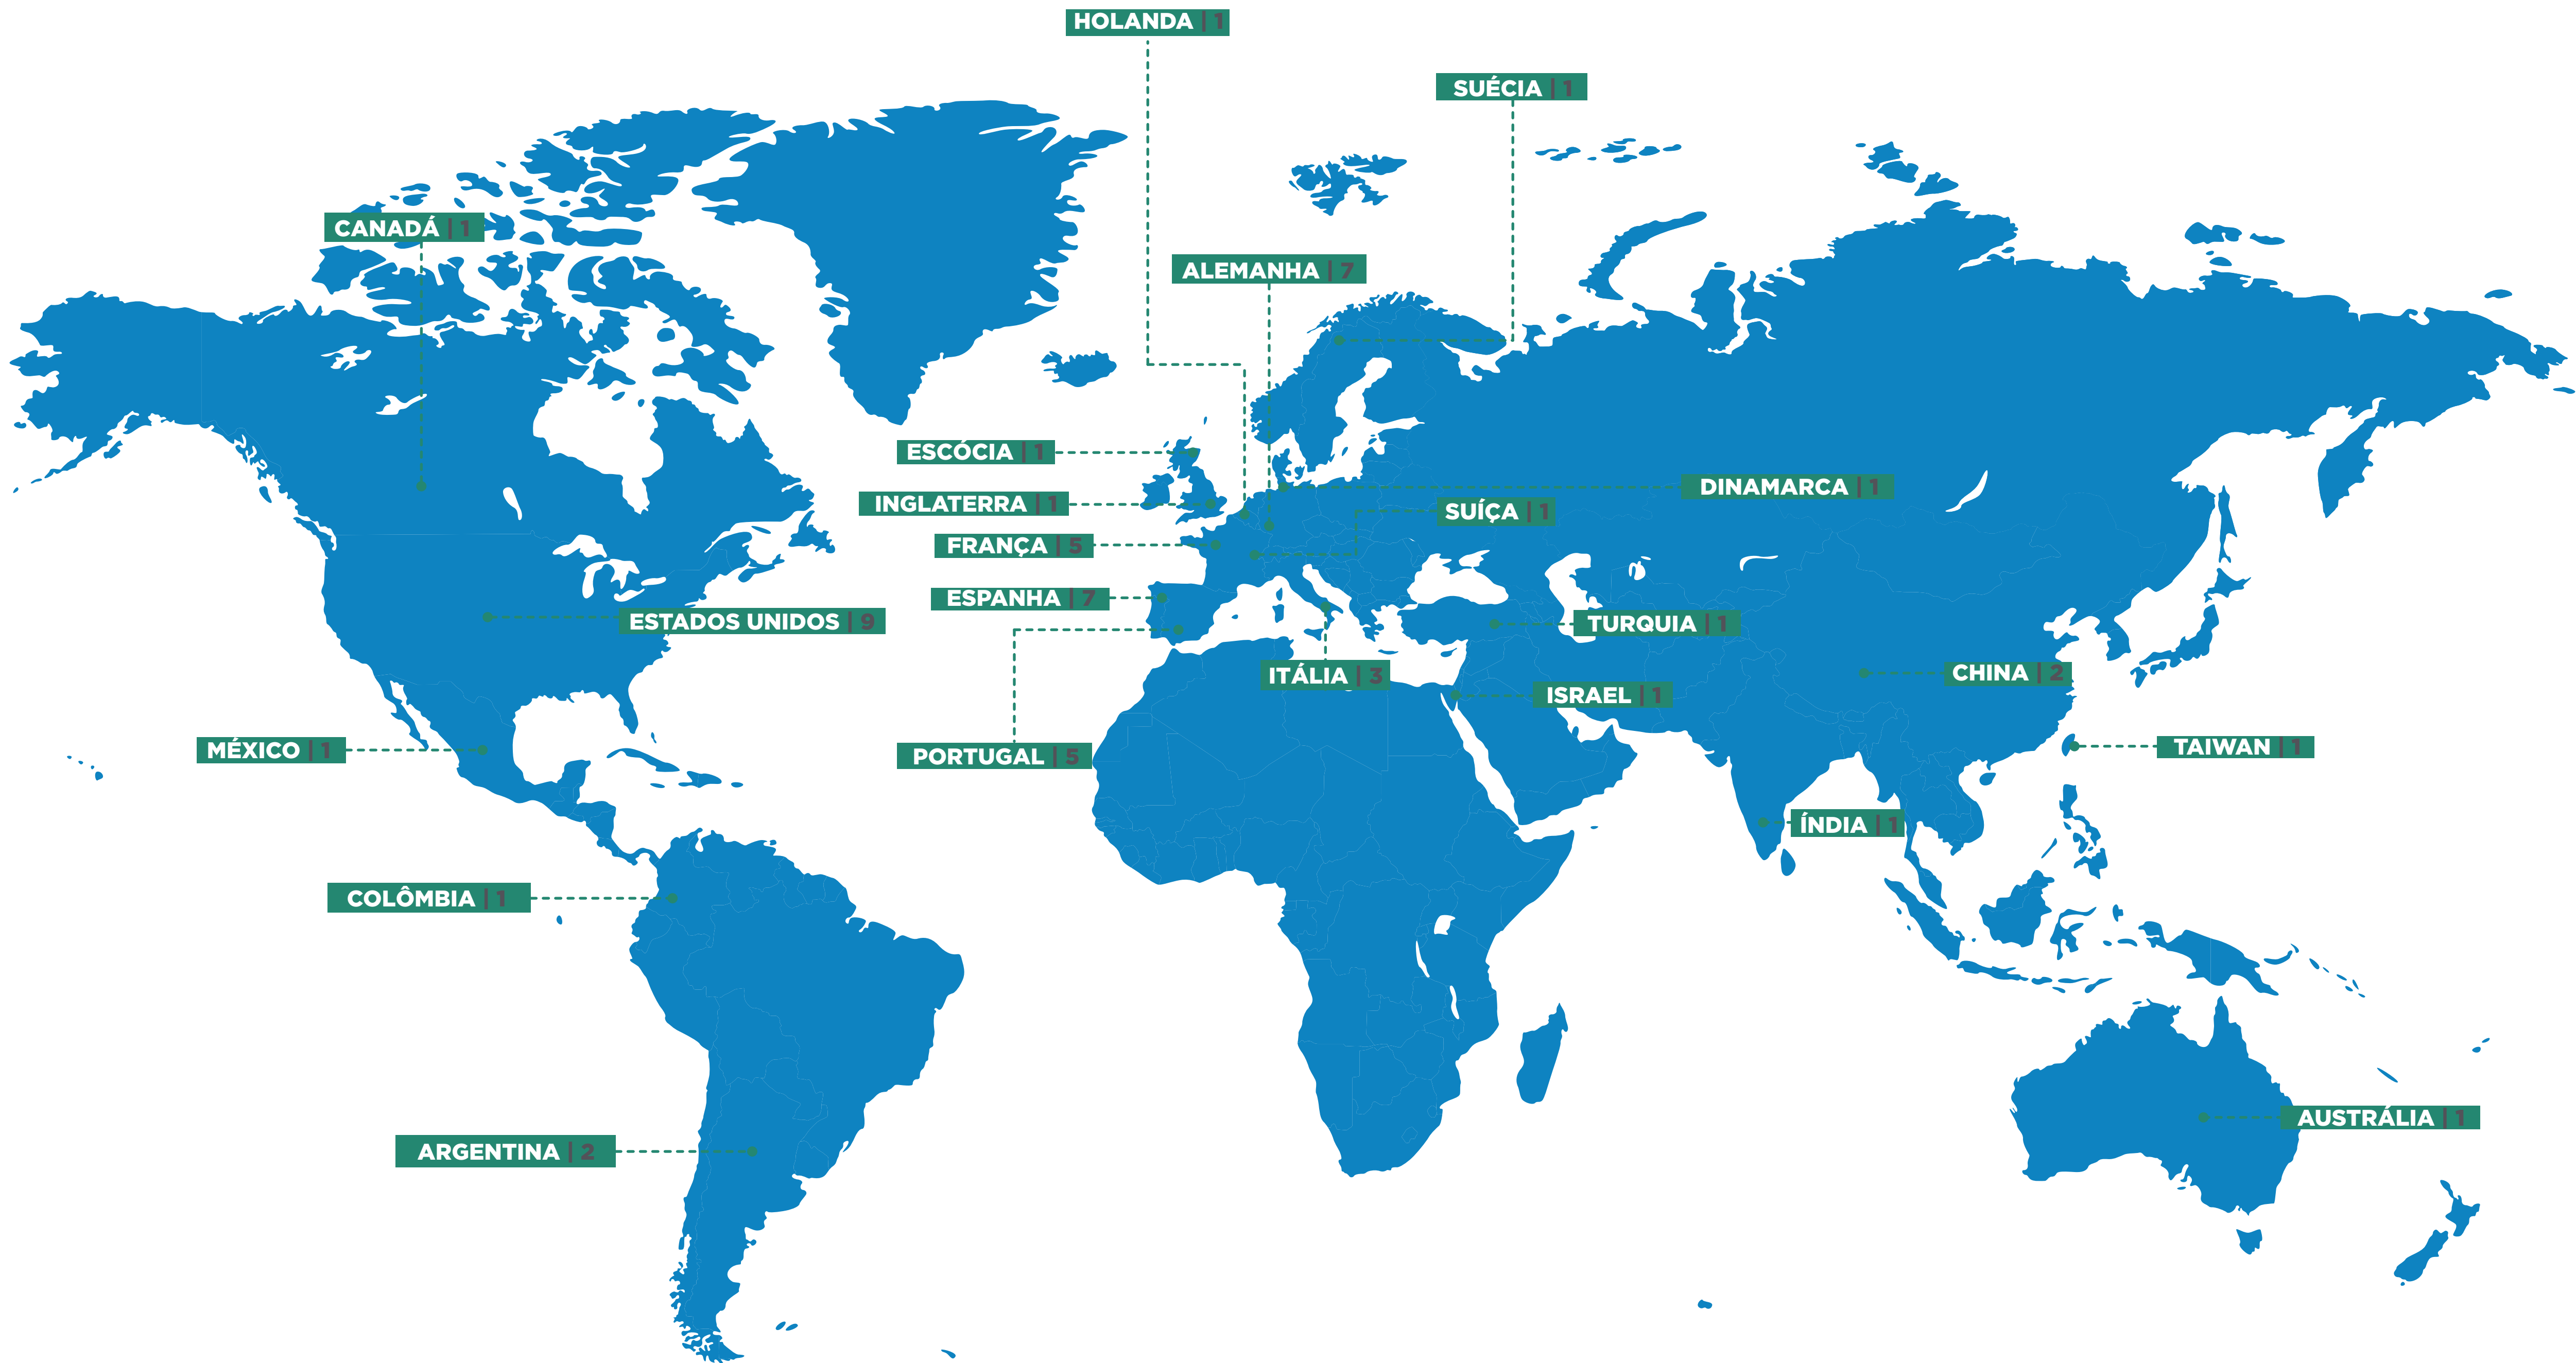 HOLANDA | 1
SUÉCIA | 1
CANADÁ | 1
ALEMANHA | 7
ESCÓCIA | 1
DINAMARCA | 1
INGLATERRA | 1
SUÍÇA | 1
FRANÇA | 5
ESPANHA | 7
ESTADOS UNIDOS | 9
TURQUIA | 1
ITÁLIA | 3
CHINA | 2
ISRAEL | 1
MÉXICO | 1
PORTUGAL | 5
TAIWAN | 1
ÍNDIA | 1
COLÔMBIA | 1
AUSTRÁLIA | 1
ARGENTINA | 2